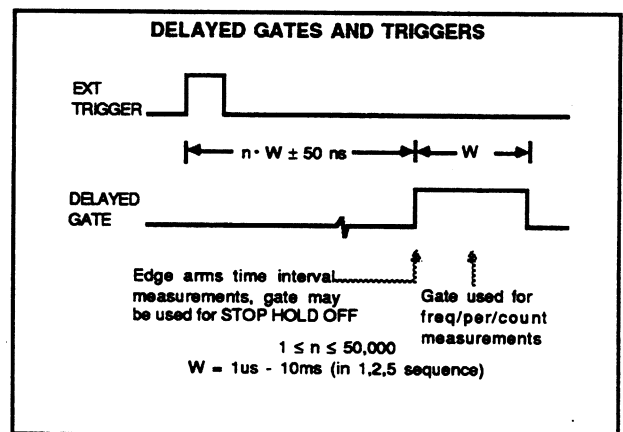 DELAYED GATES AND TRIGGERS
EXT
TRIGGER
n · W ± 50 ns
W
DELAYED
GATE
Edge arms time interval
measurements, gate may
be used for STOP HOLD OFF
Gate used for
freq/per/count
measurements
1 ≤ n ≤ 50,000
W = 1us - 10ms (in 1,2,5 sequence)